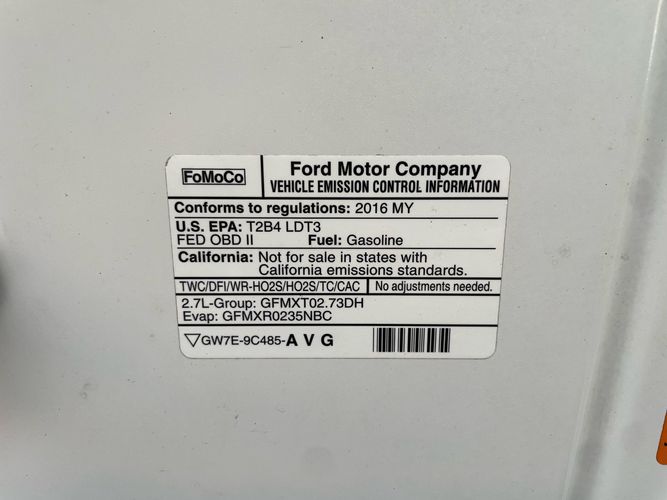 FoMoCo
Ford Motor Company
VEHICLE EMISSION CONTROL INFORMATION
Conforms to regulations: 2016 MY
U.S. EPA: T2B4 LDT3
FED OBD II Fuel: Gasoline
California: Not for sale in states with
California emissions standards.
TWC/DFI/WR-HO2S/HO2S/TC/CAC No adjustments needed.
2.7L-Group: GFMXT02.73DH
Evap: GFMXR0235NBC
GW7E-9C485-A V G